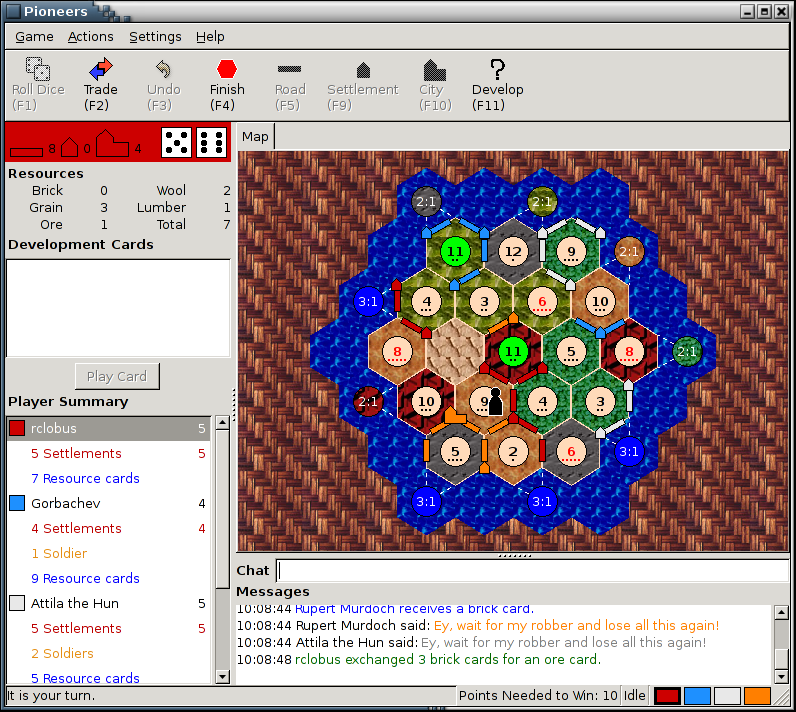 Pioneers
Game Actions Settings Help
Roll Dice (F1) Trade (F2) Undo (F3) Finish (F4) Road (F5) Settlement (F9) City (F10) Develop (F11)
8 0 4
Map
Resources
Brick 0 Wool 2
Grain 3 Lumber 1
Ore 1 Total 7
Development Cards
Play Card
Player Summary
rclobus 5
5 Settlements 5
7 Resource cards
Gorbachev 4
4 Settlements 4
1 Soldier
9 Resource cards
Attila the Hun 5
5 Settlements 5
2 Soldiers
5 Resource cards
2:1 2:1
11 12 9 2:1
3:1 4 3 6 10
8 11 5 8 2:1
2:1 10 9 4 3
5 2 6 3:1
3:1 3:1
Chat
Messages
10:08:44 Rupert Murdoch receives a brick card.
10:08:44 Rupert Murdoch said: Ey, wait for my robber and lose all this again!
10:08:44 Attila the Hun said: Ey, wait for my robber and lose all this again!
10:08:48 rclobus exchanged 3 brick cards for an ore card.
It is your turn. Points Needed to Win: 10 Idle